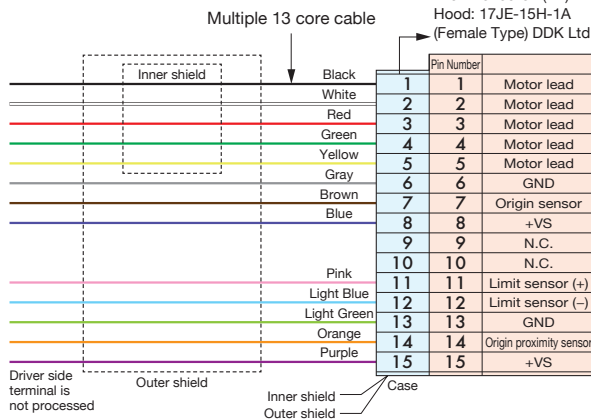 Hood: 17JE-15H-1A
(Female Type) DDK Ltd
Multiple 13 core cable
Pin Number
Inner shield
Black 1 1 Motor lead
White 2 2 Motor lead
Red 3 3 Motor lead
Green 4 4 Motor lead
Yellow 5 5 Motor lead
Gray 6 6 GND
Brown 7 7 Origin sensor
Blue 8 8 +VS
9 9 N.C.
10 10 N.C.
Pink 11 11 Limit sensor (+)
Light Blue 12 12 Limit sensor (–)
Light Green 13 13 GND
Orange 14 14 Origin proximity sensor
Purple 15 15 +VS
Driver side
terminal is
not processed
Outer shield
Case
Inner shield
Outer shield